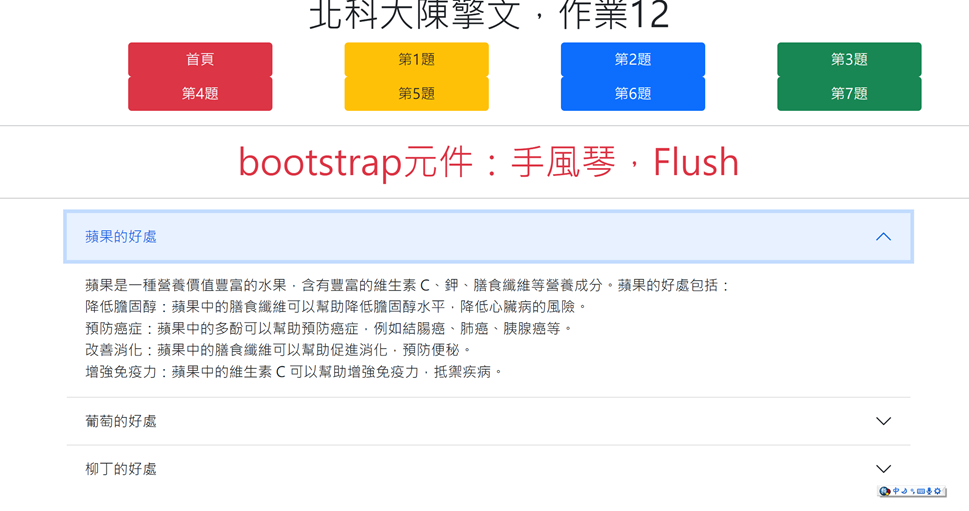 北科大陳擎文，作業12
首頁 第1題 第2題 第3題
第4題 第5題 第6題 第7題
bootstrap元件：手風琴，Flush
蘋果的好處
蘋果是一種營養價值豐富的水果，含有豐富的維生素 C、鉀、膳食纖維等營養成分。蘋果的好處包括：
降低膽固醇：蘋果中的膳食纖維可以幫助降低膽固醇水平，降低心臟病的風險。
預防癌症：蘋果中的多酚可以幫助預防癌症，例如結腸癌、肺癌、胰腺癌等。
改善消化：蘋果中的膳食纖維可以幫助促進消化，預防便秘。
增強免疫力：蘋果中的維生素 C 可以幫助增強免疫力，抵禦疾病。
葡萄的好處
柳丁的好處
中